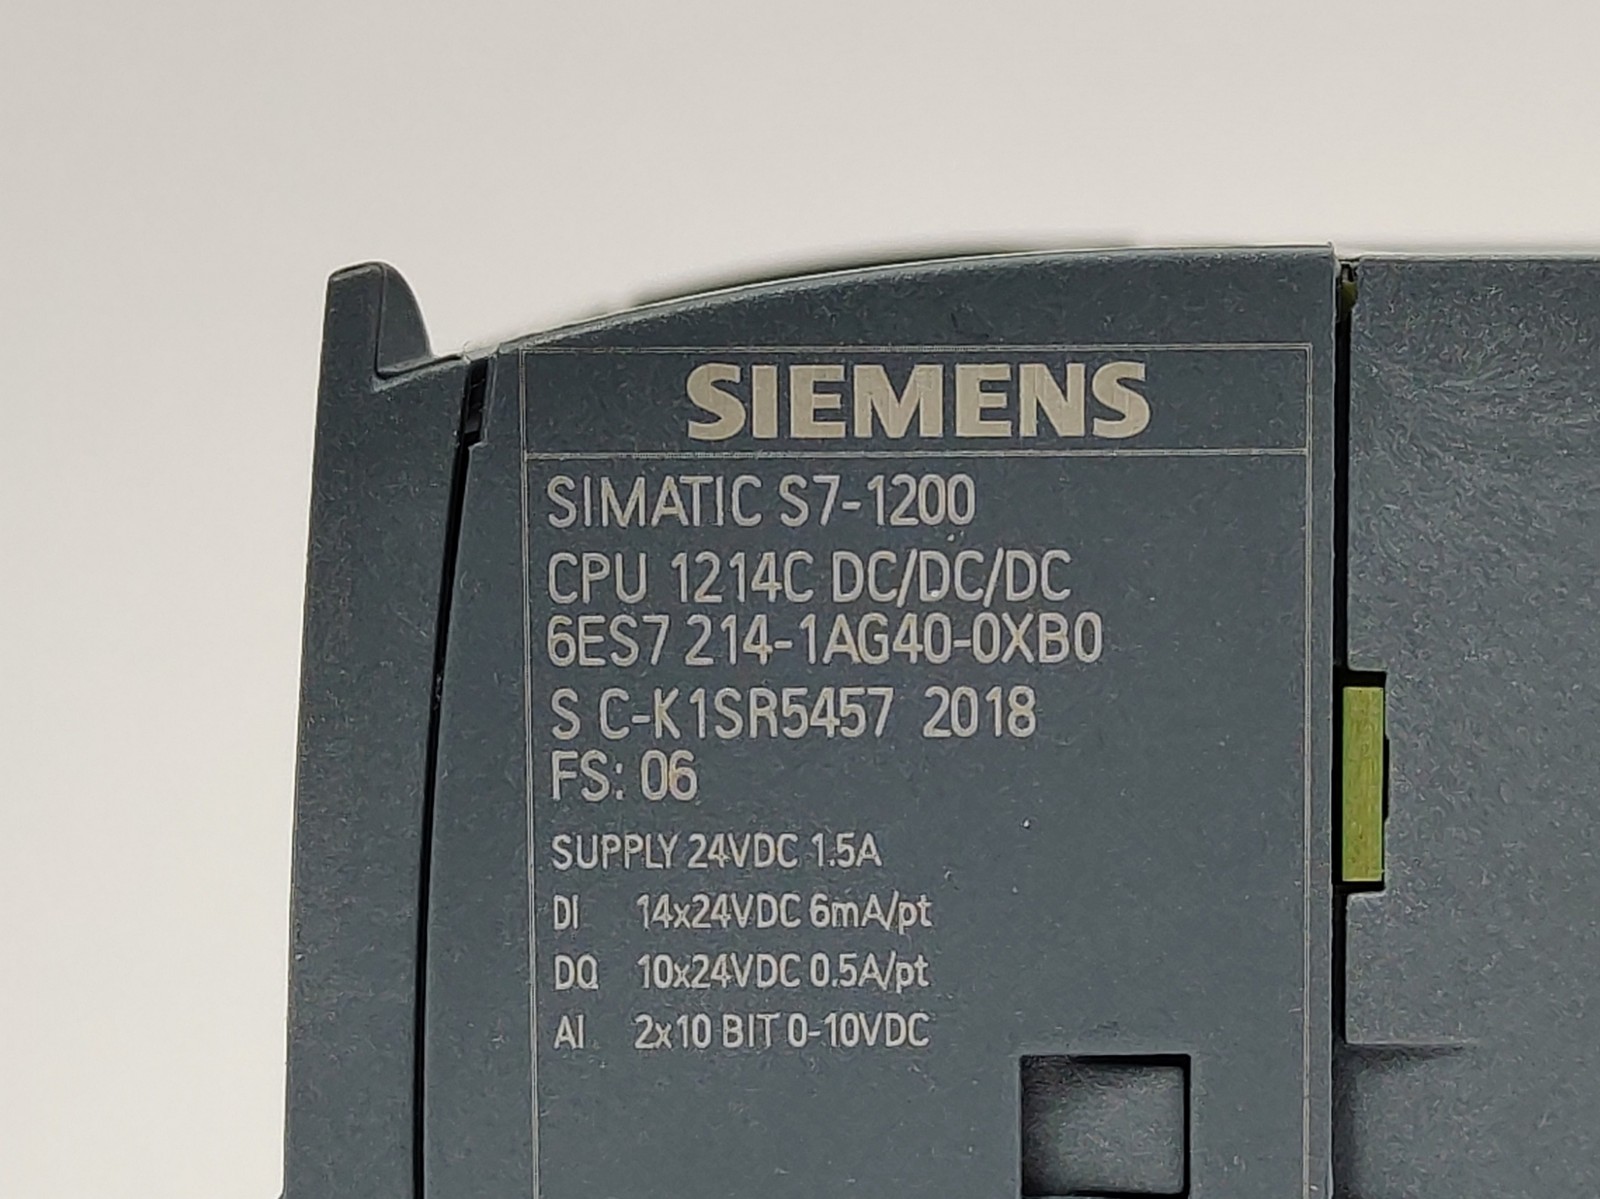 SIEMENS
SIMATIC S7-1200
CPU 1214C DC/DC/DC
6ES7 214-1AG40-0XB0
S C-K1SR5457 2018
FS: 06
SUPPLY 24VDC 1.5A
DI 14x24VDC 6mA/pt
DQ 10x24VDC 0.5A/pt
AI 2x10 BIT 0-10VDC